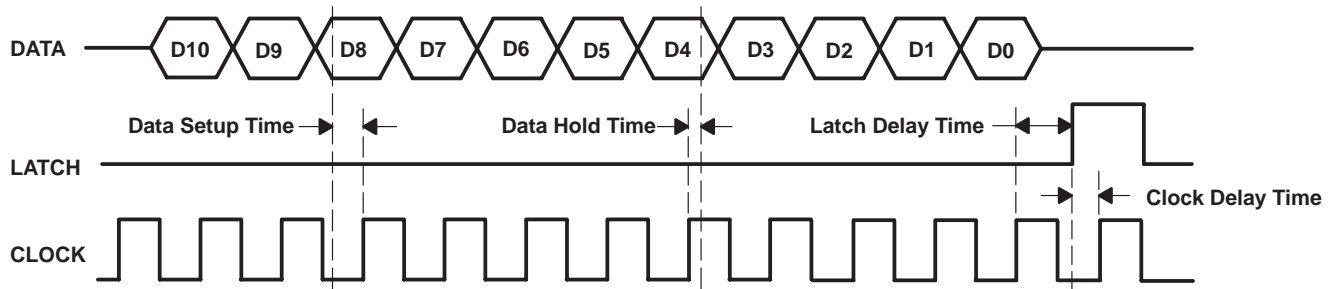 DATA D10 D9 D8 D7 D6 D5 D4 D3 D2 D1 D0
Data Setup Time Data Hold Time Latch Delay Time
LATCH
Clock Delay Time
CLOCK